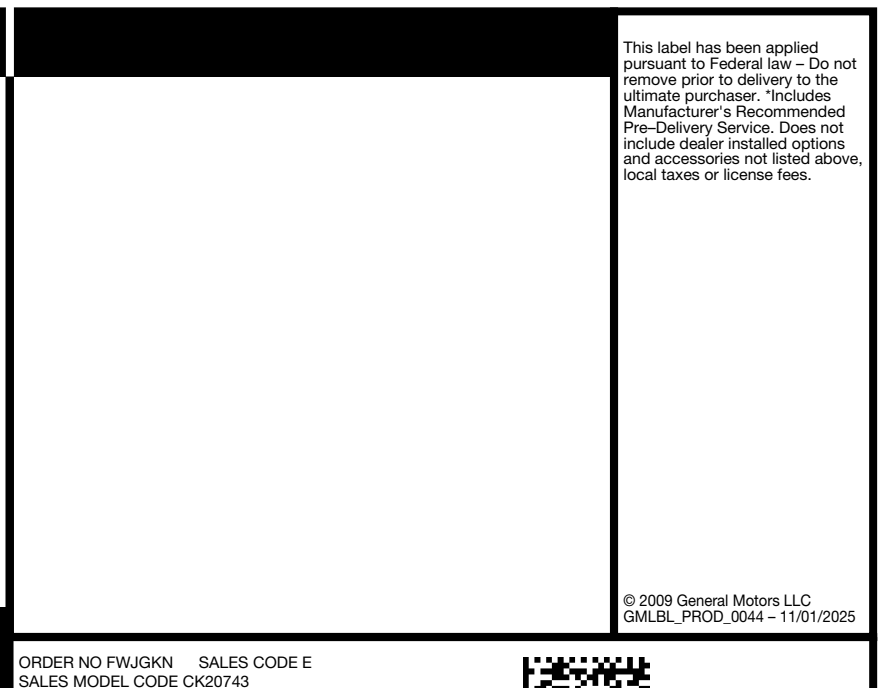 This label has been applied
pursuant to Federal law – Do not
remove prior to delivery to the
ultimate purchaser. *Includes
Manufacturer's Recommended
Pre–Delivery Service. Does not
include dealer installed options
and accessories not listed above,
local taxes or license fees.
© 2009 General Motors LLC
GMLBL_PROD_0044 – 11/01/2025
ORDER NO FWJGKN SALES CODE E
SALES MODEL CODE CK20743